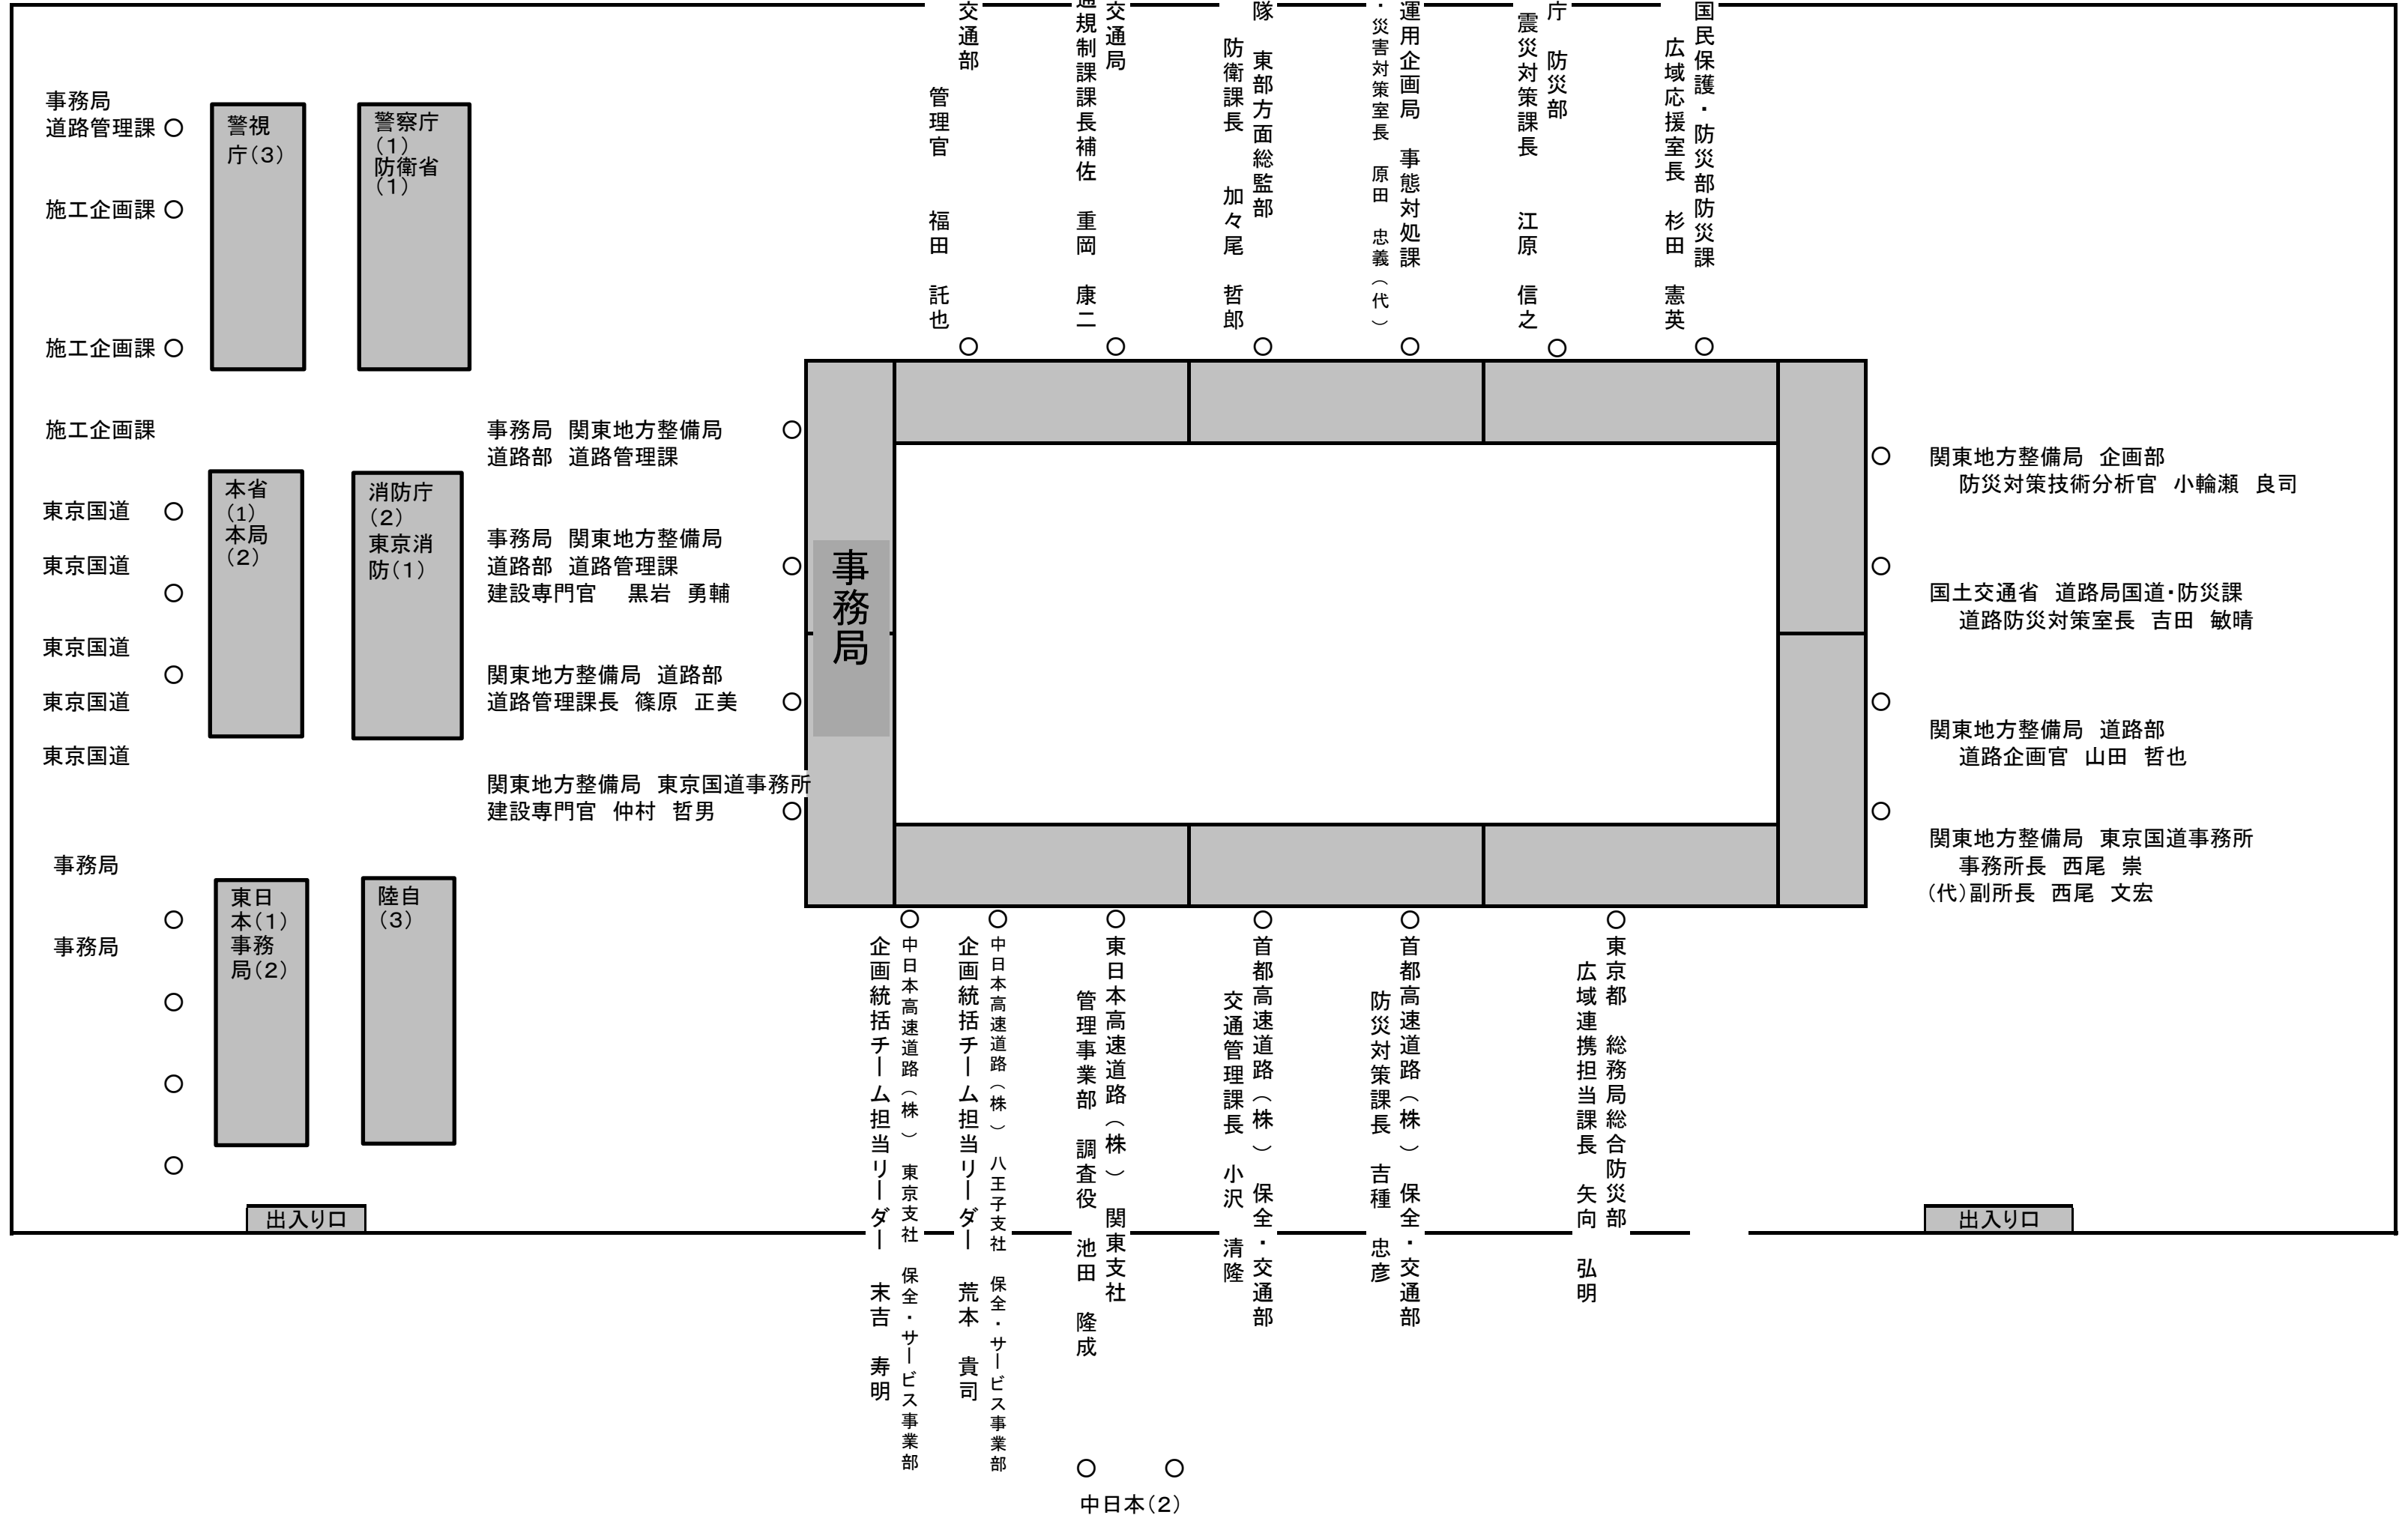 国民保護・防災部防災課
広域応援室長 杉田 憲英
庁 防災部
震災対策課長 江原 信之
運用企画局 事態対処課
・災害対策室長 原田 忠義（代）
隊 東部方面総監部
防衛課長 加々尾 哲郎
交通局
通規制課課長補佐 重岡 康二
交通部
管理官 福田 託也
事務局
道路管理課
施工企画課
施工企画課
施工企画課
東京国道
東京国道
東京国道
東京国道
東京国道
事務局
事務局
警視
庁(3)
警察庁
(1)
防衛省
(1)
本省
(1)
本局
(2)
消防庁
(2)
東京消
防(1)
東日
本(1)
事務
局(2)
陸自
(3)
事務局 関東地方整備局
道路部 道路管理課
事務局 関東地方整備局
道路部 道路管理課
建設専門官 黒岩 勇輔
関東地方整備局 道路部
道路管理課長 篠原 正美
関東地方整備局 東京国道事務所
建設専門官 仲村 哲男
事務局
関東地方整備局 企画部
防災対策技術分析官 小輪瀬 良司
国土交通省 道路局国道・防災課
道路防災対策室長 吉田 敏晴
関東地方整備局 道路部
道路企画官 山田 哲也
関東地方整備局 東京国道事務所
事務所長 西尾 崇
(代)副所長 西尾 文宏
東京都 総務局総合防災部
広域連携担当課長 矢向 弘明
首都高速道路（株） 保全・交通部
防災対策課長 吉種 忠彦
首都高速道路（株） 保全・交通部
交通管理課長 小沢 清隆
東日本高速道路（株） 関東支社
管理事業部 調査役 池田 隆成
中日本高速道路（株） 八王子支社 保全・サービス事業部
企画統括チーム担当リーダー 荒本 貴司
中日本高速道路（株） 東京支社 保全・サービス事業部
企画統括チーム担当リーダー 末吉 寿明
出入り口
出入り口
中日本(2)